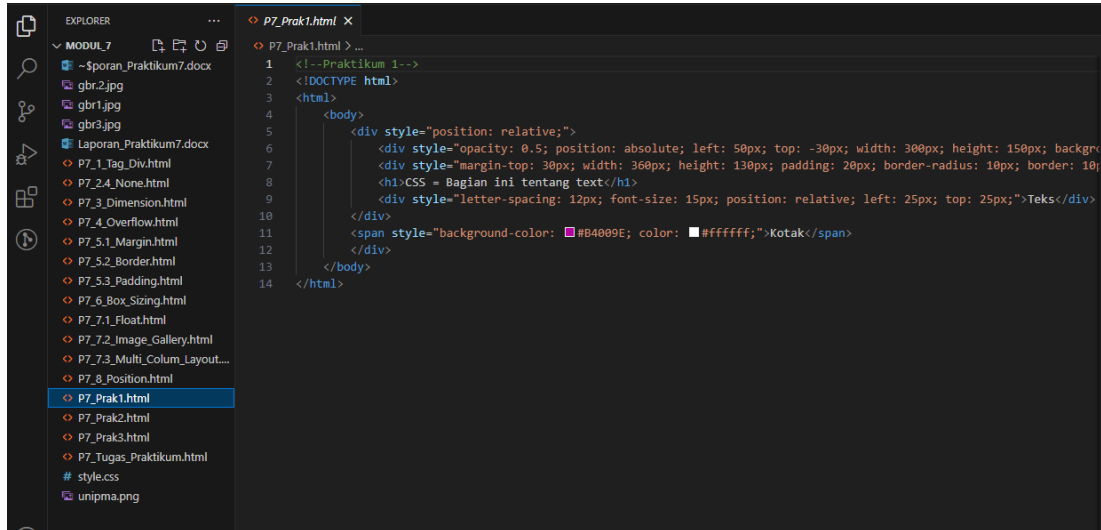 EXPLORER
MODUL_7
~$poran_Praktikum7.docx
gbr.2.jpg
gbr1.jpg
gbr3.jpg
Laporan_Praktikum7.docx
P7_1_Tag_Div.html
P7_2.4_None.html
P7_3_Dimension.html
P7_4_Overflow.html
P7_5.1_Margin.html
P7_5.2_Border.html
P7_5.3_Padding.html
P7_6_Box_Sizing.html
P7_7.1_Float.html
P7_7.2_Image_Gallery.html
P7_7.3_Multi_Colum_Layout....
P7_8_Position.html
P7_Prak1.html
P7_Prak2.html
P7_Prak3.html
P7_Tugas_Praktikum.html
style.css
unipma.png
P7_Prak1.html
P7_Prak1.html > ...
1 <!--Praktikum 1-->
2 <!DOCTYPE html>
3 <html>
4 <body>
5 <div style="position: relative;">
6 <div style="opacity: 0.5; position: absolute; left: 50px; top: -30px; width: 300px; height: 150px; backgr
7 <div style="margin-top: 30px; width: 360px; height: 130px; padding: 20px; border-radius: 10px; border: 10p
8 <h1>CSS = Bagian ini tentang text</h1>
9 <div style="letter-spacing: 12px; font-size: 15px; position: relative; left: 25px; top: 25px;">Teks</div>
10 </div>
11 <span style="background-color: #B4009E; color: #ffffff;">Kotak</span>
12 </div>
13 </body>
14 </html>